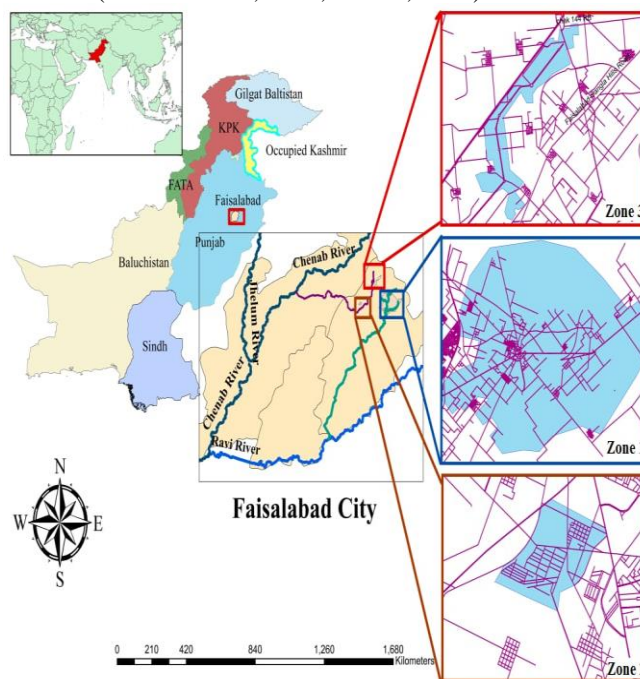 Gilgat Baltistan
KPK
Occupied Kashmir
FATA
Faisalabad
Punjab
Baluchistan
Sindh
Chenab River
Jhelum River
Chenab River
Ravi River
Faisalabad City
N
W
E
S
0 210 420 840 1,260 1,680
Kilometers
Zone 3
Zone
Zone